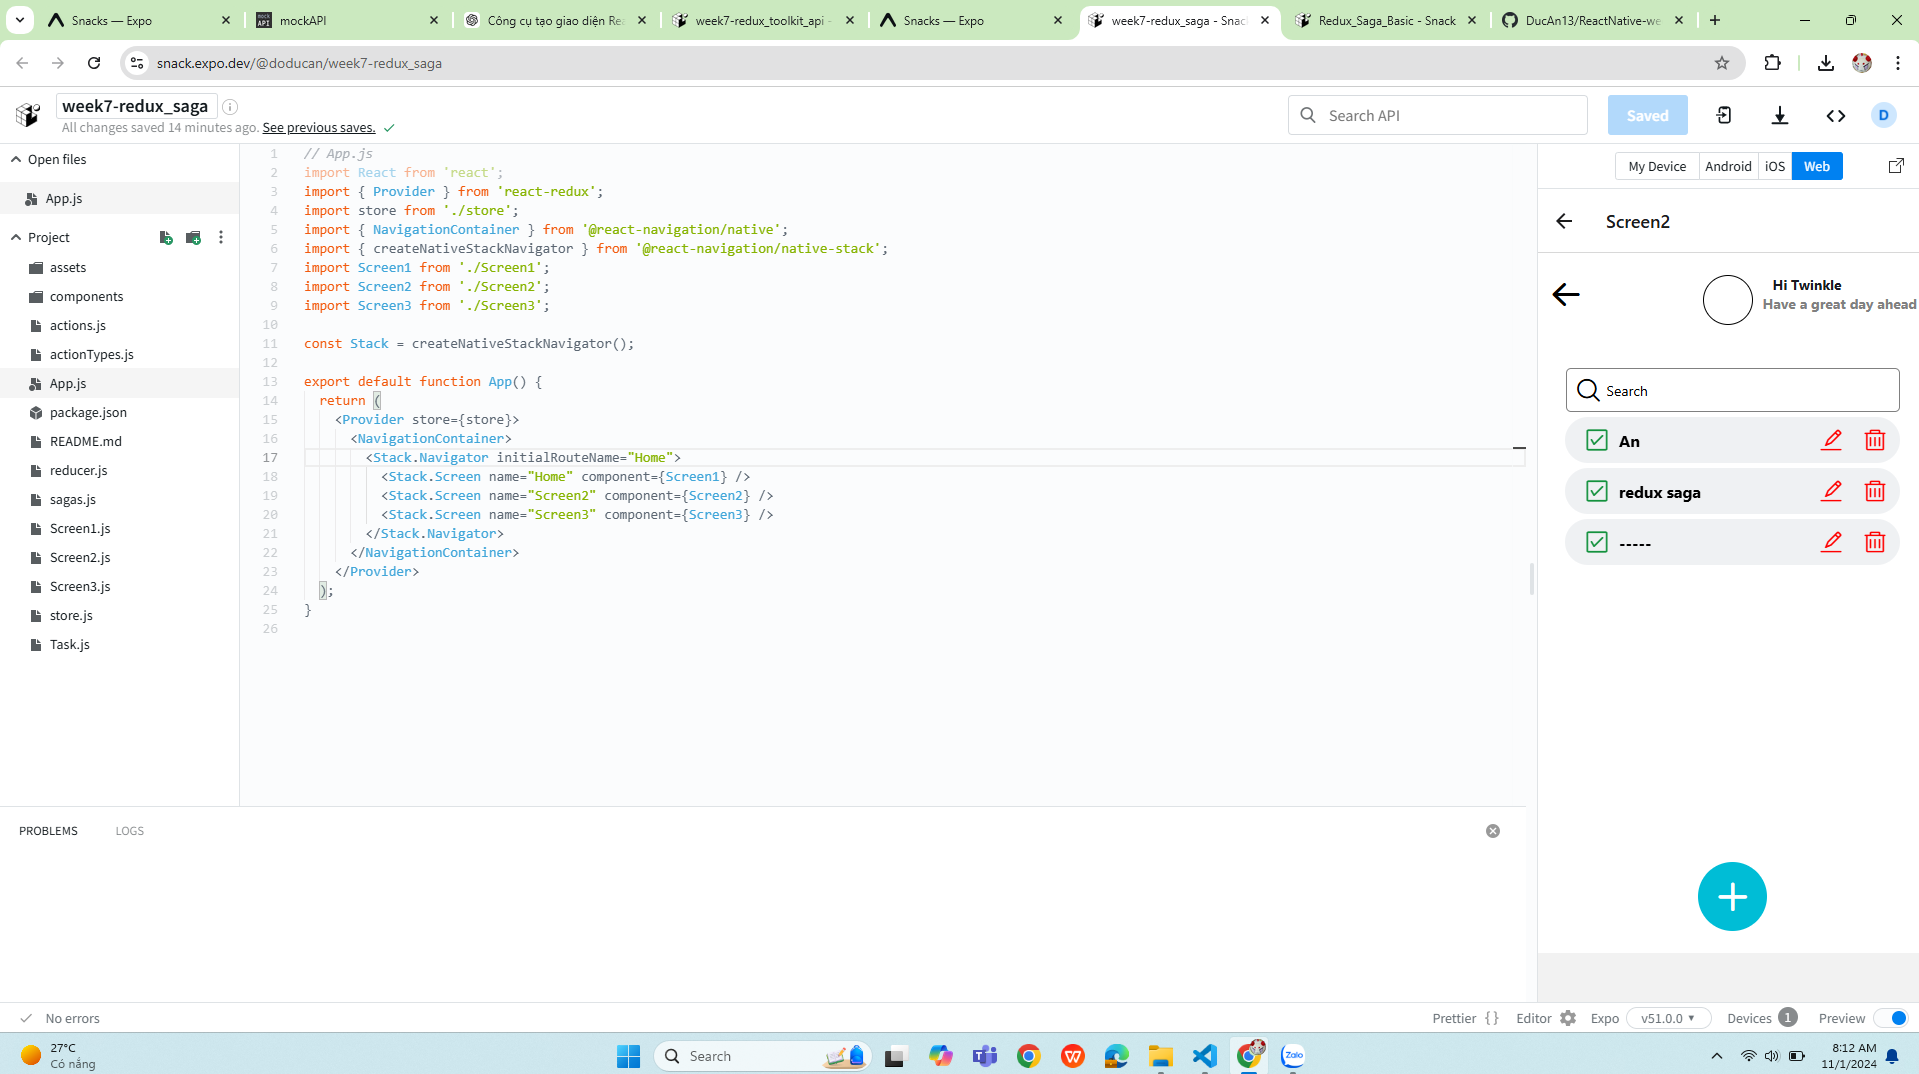 Snacks — Expo
mockAPI
Công cụ tạo giao diện Rea
week7-redux_toolkit_api -
Snacks — Expo
week7-redux_saga - Snac
Redux_Saga_Basic - Snack
DucAn13/ReactNative-we
snack.expo.dev/@doducan/week7-redux_saga
week7-redux_saga
All changes saved 14 minutes ago. See previous saves.
Search API
Saved
D
Open files
App.js
Project
assets
components
actions.js
actionTypes.js
App.js
package.json
README.md
reducer.js
sagas.js
Screen1.js
Screen2.js
Screen3.js
store.js
Task.js
1 // App.js
2 import React from 'react';
3 import { Provider } from 'react-redux';
4 import store from './store';
5 import { NavigationContainer } from '@react-navigation/native';
6 import { createNativeStackNavigator } from '@react-navigation/native-stack';
7 import Screen1 from './Screen1';
8 import Screen2 from './Screen2';
9 import Screen3 from './Screen3';
10
11 const Stack = createNativeStackNavigator();
12
13 export default function App() {
14 return (
15 <Provider store={store}>
16 <NavigationContainer>
17 <Stack.Navigator initialRouteName="Home">
18 <Stack.Screen name="Home" component={Screen1} />
19 <Stack.Screen name="Screen2" component={Screen2} />
20 <Stack.Screen name="Screen3" component={Screen3} />
21 </Stack.Navigator>
22 </NavigationContainer>
23 </Provider>
24 );
25 }
26
My Device Android iOS Web
Screen2
Hi Twinkle
Have a great day ahead
Search
An
redux saga
-----
PROBLEMS LOGS
No errors
Prettier { } Editor Expo v51.0.0 Devices 1 Preview
27°C
Có nắng
Search
Zalo
8:12 AM
11/1/2024